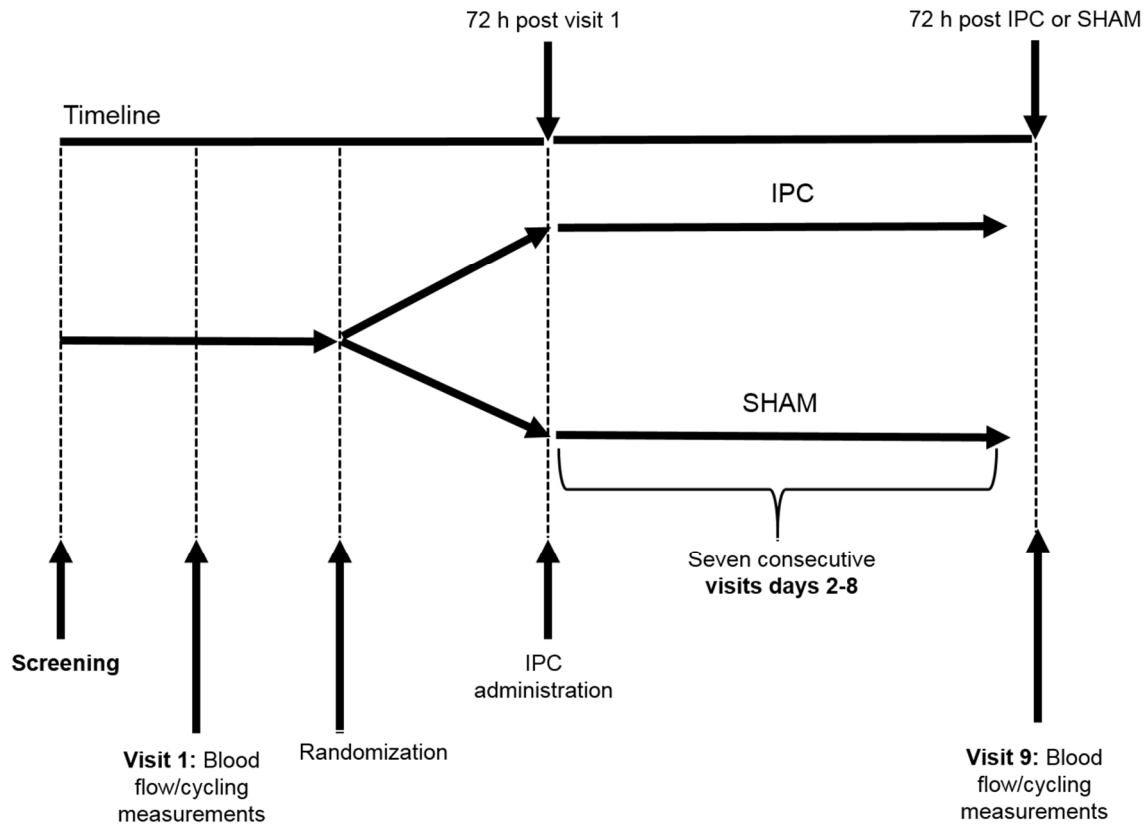 72 h post visit 1
72 h post IPC or SHAM
Timeline
IPC
SHAM
Seven consecutive
visits days 2-8
Screening
IPC
administration
Visit 1: Blood
flow/cycling
measurements
Randomization
Visit 9: Blood
flow/cycling
measurements